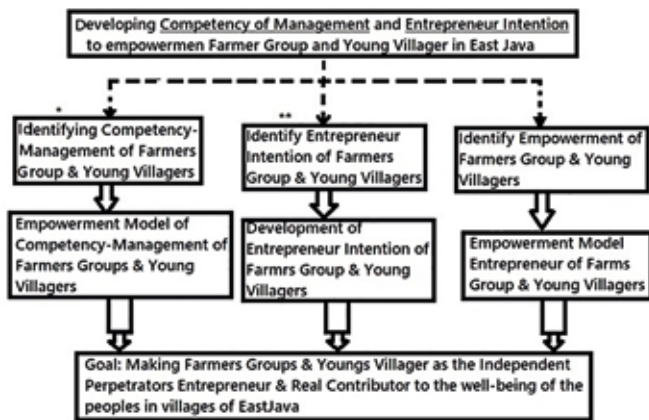 Developing Competency of Management and Entrepreneur Intention
to empowermen Farmer Group and Young Villager in East Java
*
**
Identifying Competency-
Management of Farmers
Group & Young Villagers
Identify Entrepreneur
Intention of Farmers
Group & Young Villagers
Identify Empowerment of
Farmers Group & Young
Villagers
Empowerment Model of
Competency-Management of
Farmers Groups & Young
Villagers
Development of
Entrepreneur Intention of
Farmrs Group & Young
Villagers
Empowerment Model
Entrepreneur of Farms
Group & Young Villagers
Goal: Making Farmers Groups & Youngs Villager as the Independent
Perpetrators Entrepreneur & Real Contributor to the well-being of the
peoples in villages of EastJava